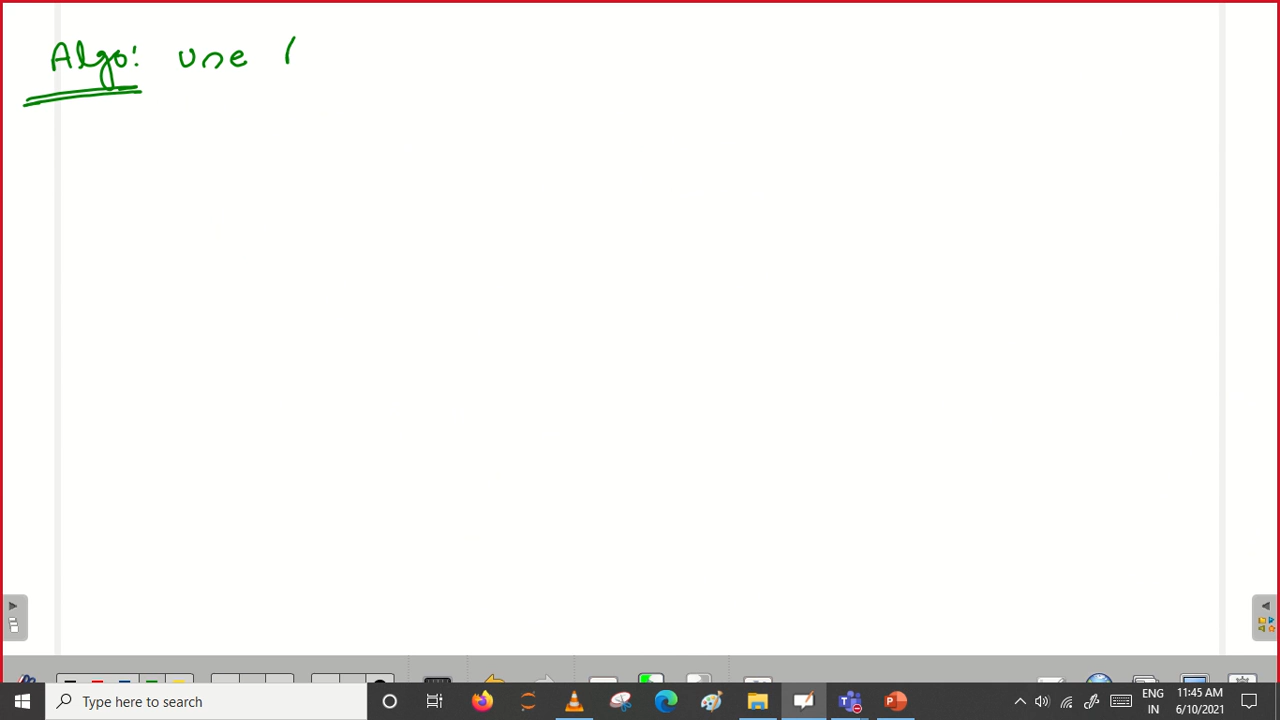 Algo: use (
Type here to search
ENG
IN
11:45 AM
6/10/2021